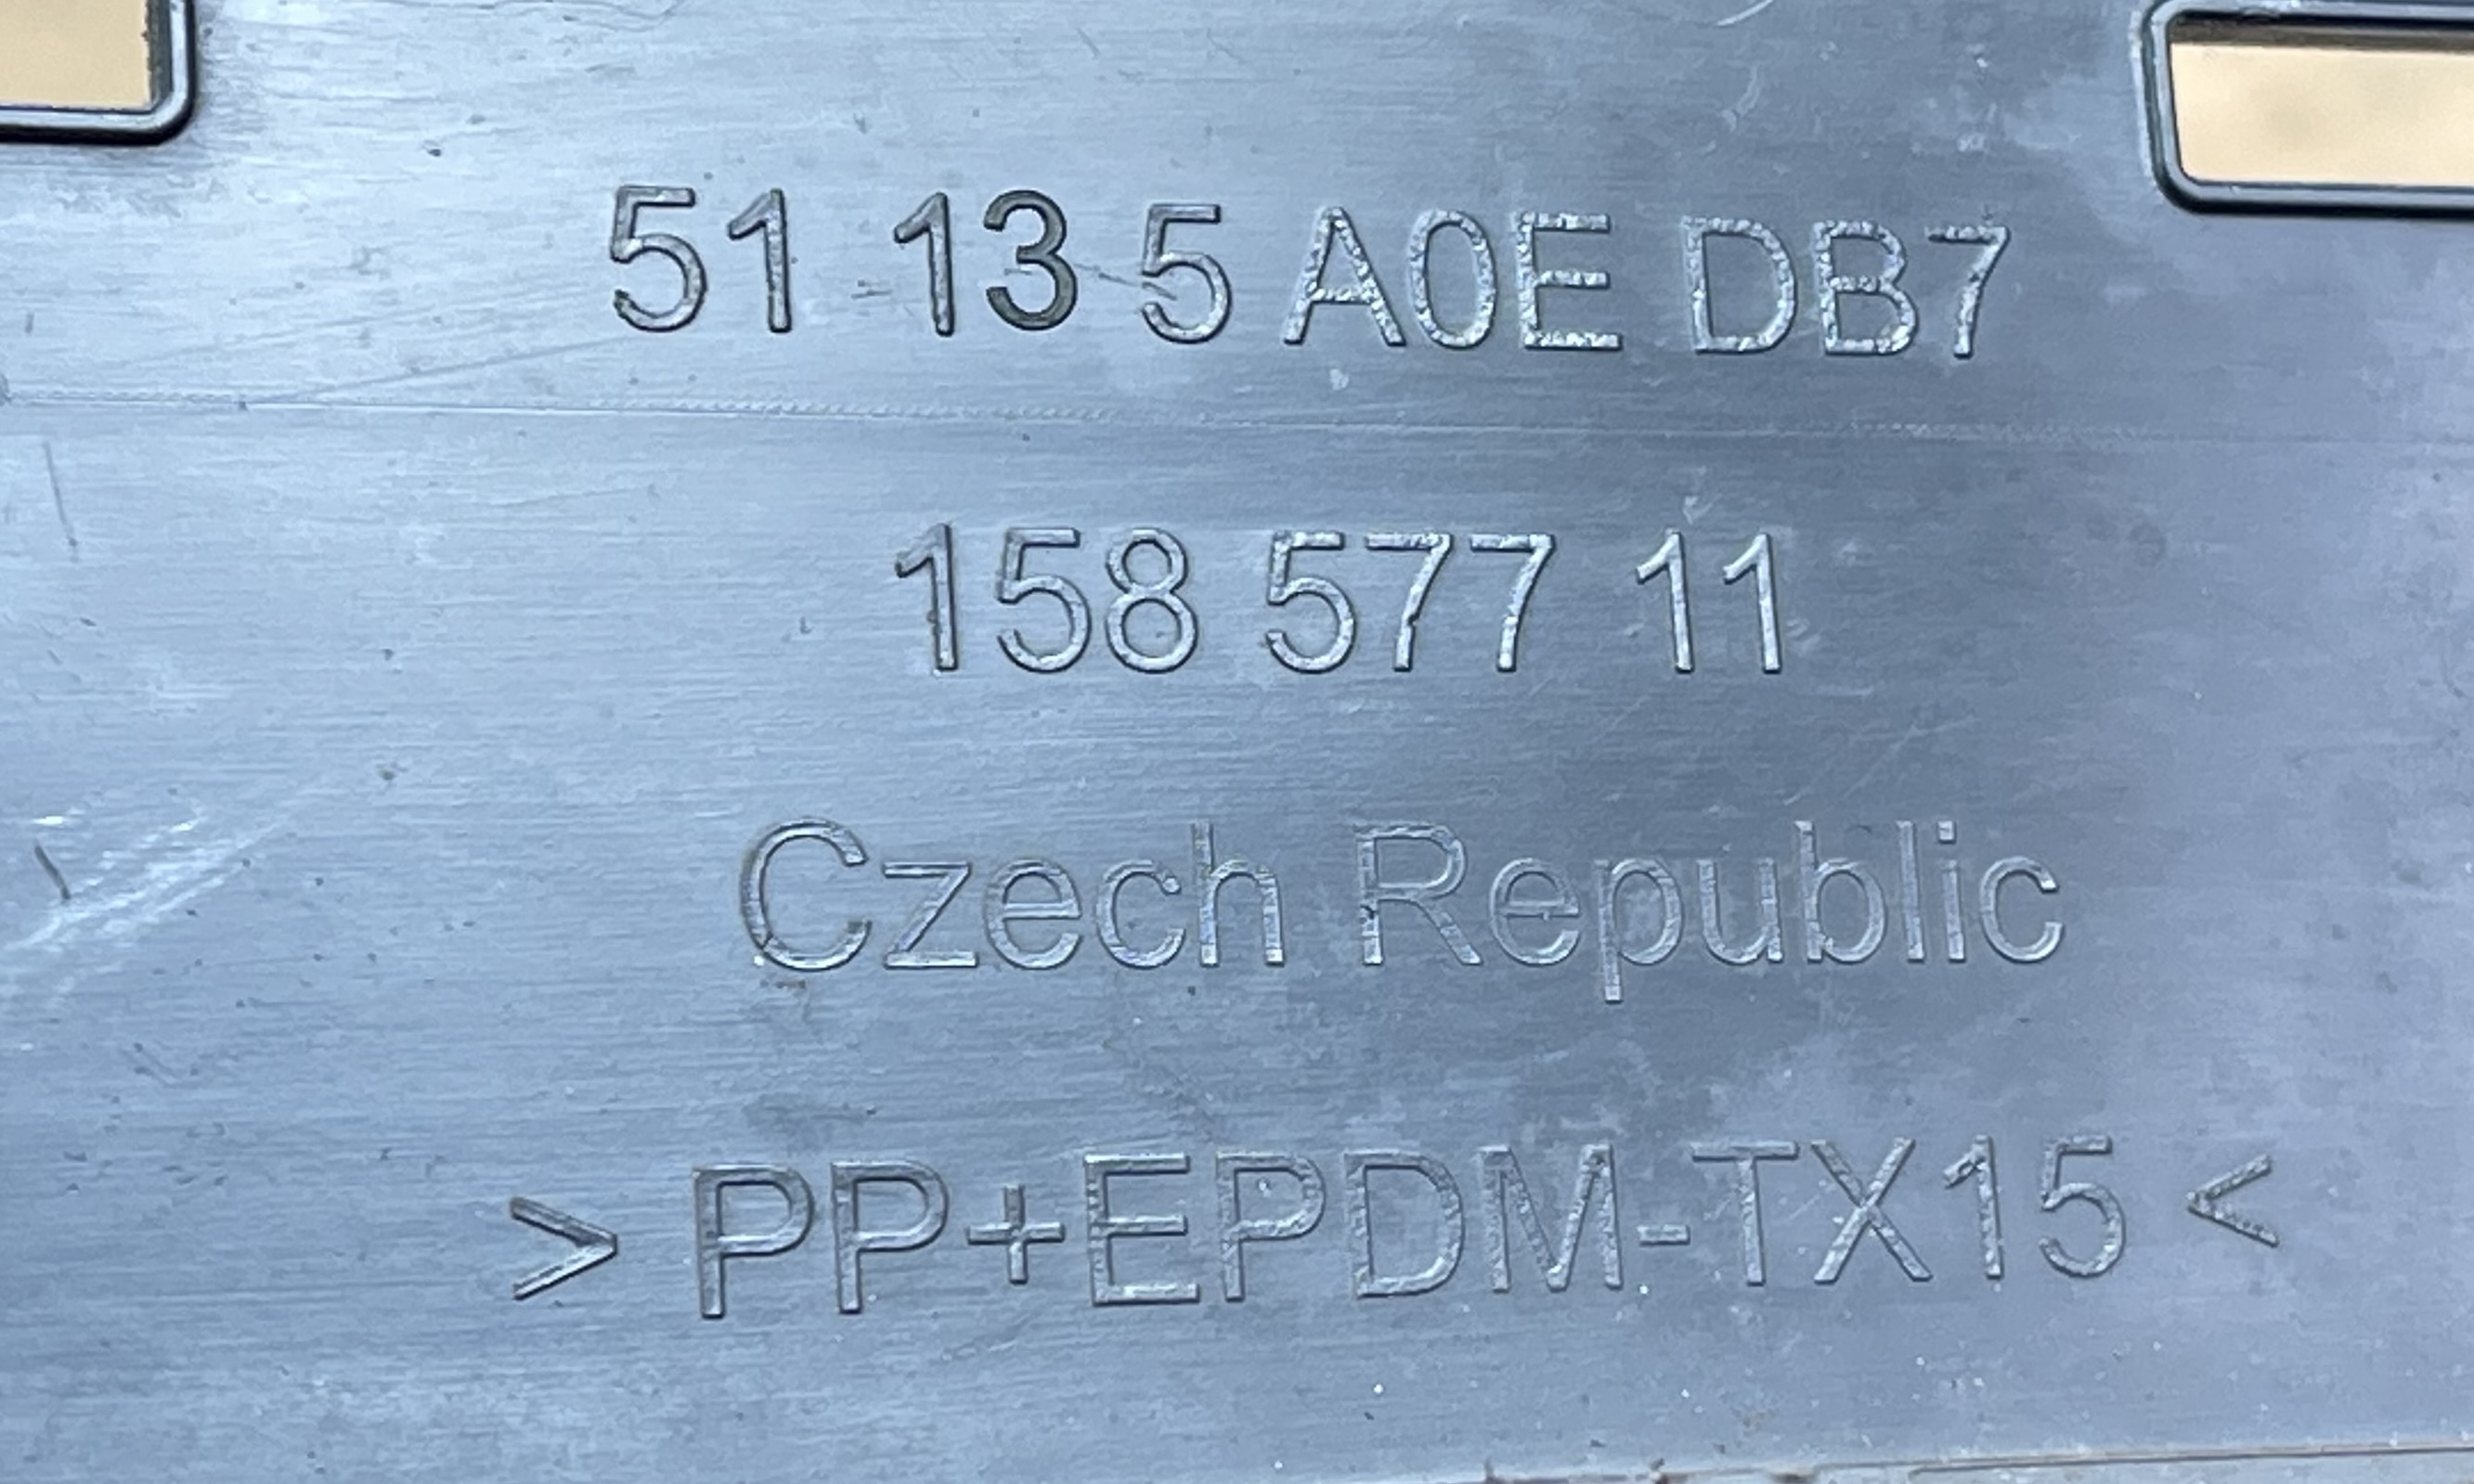 51 13 5 A0E DB7
158 577 11
Czech Republic
> PP+EPDM-TX15 <